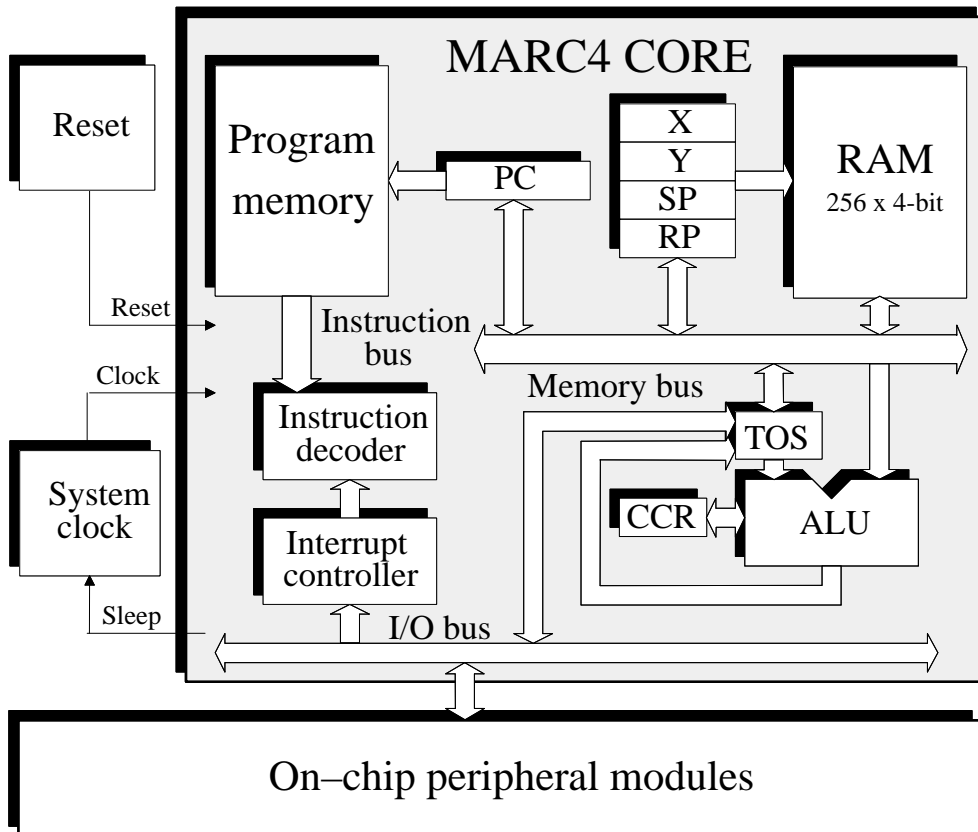 MARC4 CORE
Reset
Program
memory
PC
X
Y
SP
RP
RAM
256 x 4-bit
Reset
Instruction
bus
Clock
Memory bus
Instruction
decoder
TOS
System
clock
CCR
ALU
Interrupt
controller
Sleep
I/O bus
On–chip peripheral modules